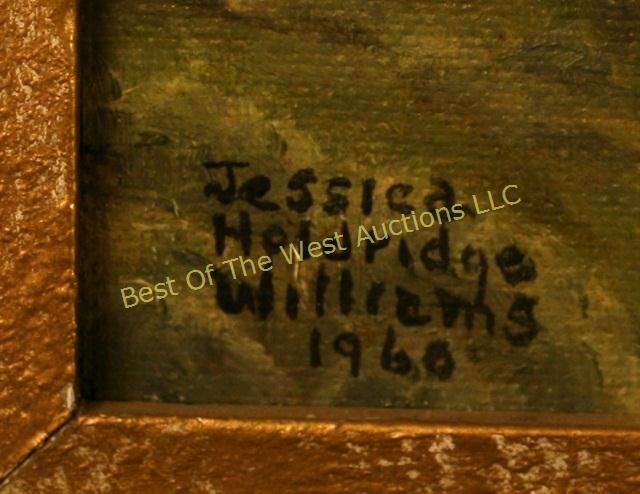 Jessica
Holbridge
Williams
1960
Best Of The West Auctions LLC